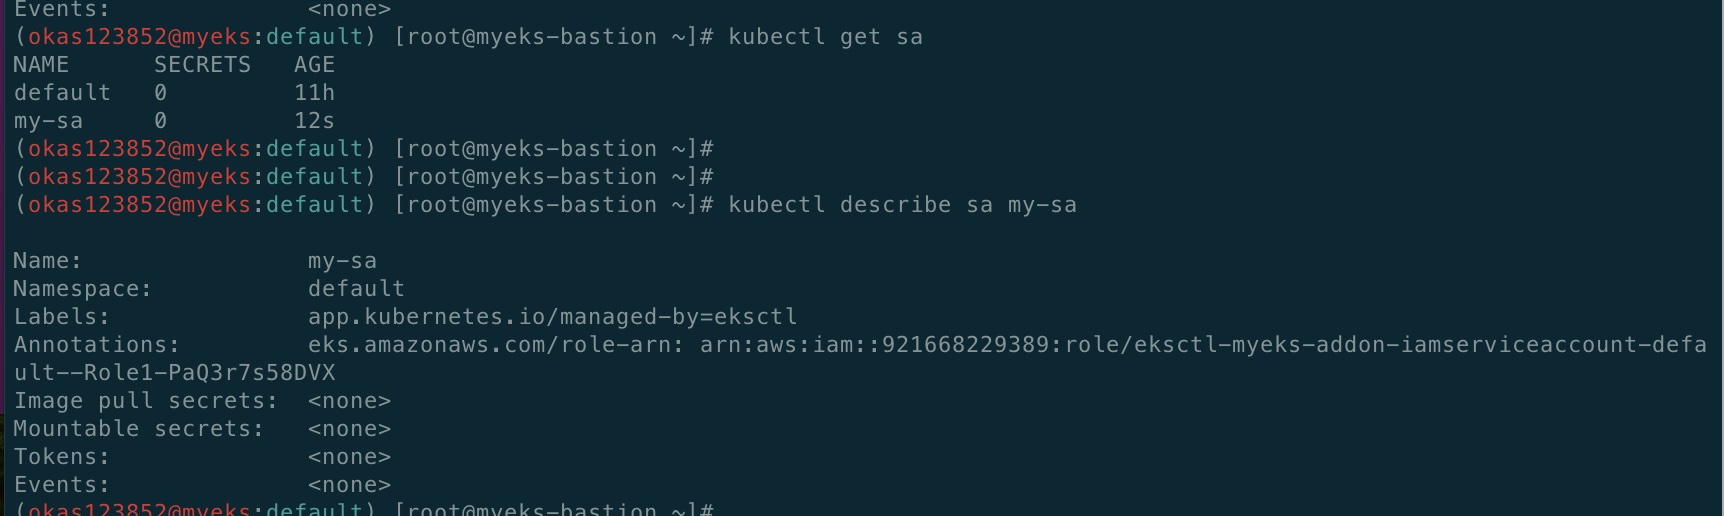 Events:              <none>
(okas123852@myeks:default) [root@myeks-bastion ~]# kubectl get sa
NAME      SECRETS   AGE
default   0         11h
my-sa     0         12s
(okas123852@myeks:default) [root@myeks-bastion ~]#
(okas123852@myeks:default) [root@myeks-bastion ~]#
(okas123852@myeks:default) [root@myeks-bastion ~]# kubectl describe sa my-sa
Name:                my-sa
Namespace:           default
Labels:              app.kubernetes.io/managed-by=eksctl
Annotations:         eks.amazonaws.com/role-arn: arn:aws:iam::921668229389:role/eksctl-myeks-addon-iamserviceaccount-defa
ult--Role1-PaQ3r7s58DVX
Image pull secrets:  <none>
Mountable secrets:   <none>
Tokens:              <none>
Events:              <none>
(okas123852@myeks:default) [root@myeks-bastion ~]#